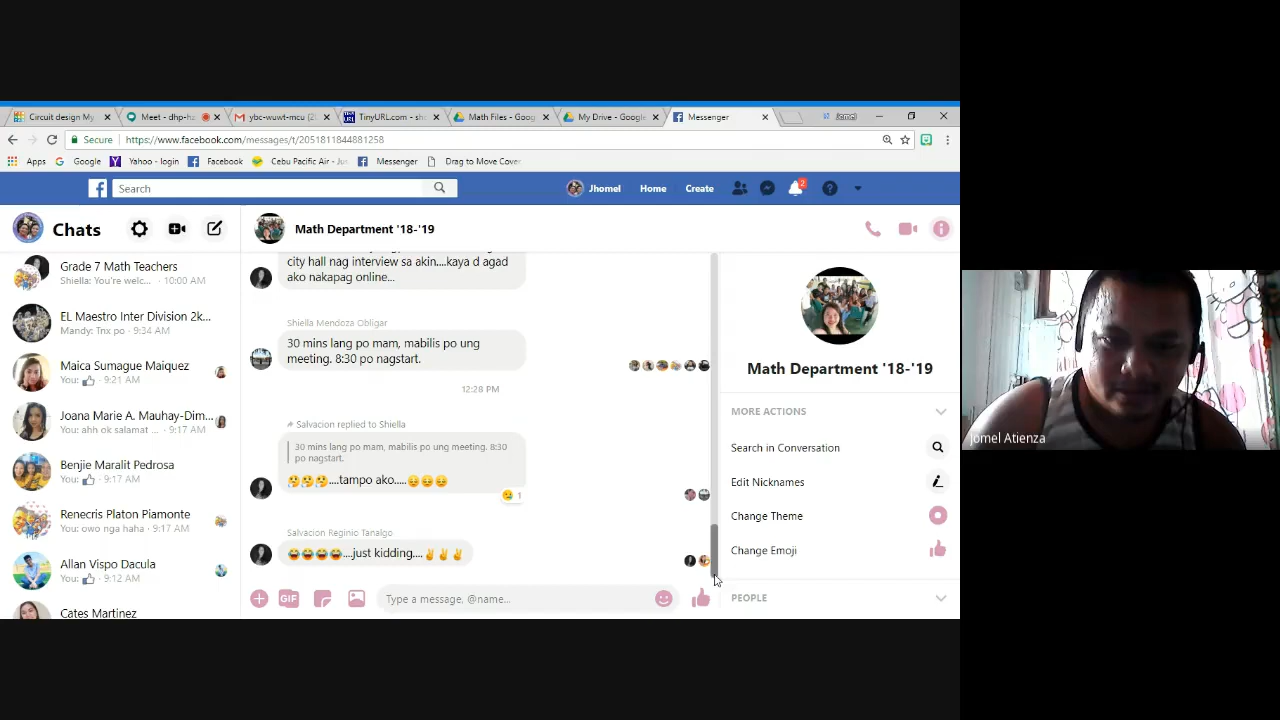 Circuit design My
Meet - dhp-ha
ybc-wuwt-mcu (2
TinyURL.com - sh
Math Files - Goog
My Drive - Google
Messenger
Jomel
Secure
https://www.facebook.com/messages/t/2051811844881258
Apps
Google
Yahoo - login
Facebook
Cebu Pacific Air - Ju
Messenger
Drag to Move Cover
Search
Jhomel
Home
Create
2
Chats
Math Department '18-'19
Grade 7 Math Teachers
Shiella: You're welc... · 10:00 AM
EL Maestro Inter Division 2k...
Mandy: Tnx po · 9:34 AM
Maica Sumague Maiquez
You: 👍 · 9:21 AM
Joana Marie A. Mauhay-Dim...
You: ahh ok salamat ... · 9:17 AM
Benjie Maralit Pedrosa
You: 👍 · 9:17 AM
Renecris Platon Piamonte
You: owo nga haha · 9:17 AM
Allan Vispo Dacula
You: 👍 · 9:12 AM
Cates Martinez
city hall nag interview sa akin....kaya d agad
ako nakapag online...
Shiella Mendoza Obligar
30 mins lang po mam, mabilis po ung
meeting. 8:30 po nagstart.
12:28 PM
Salvacion replied to Shiella
30 mins lang po mam, mabilis po ung meeting. 8:30
po nagstart.
🤔🤔🤔....tampo ako.....😔😔😔
😢 1
Salvacion Reginio Tanalgo
😂😂😂😂....just kidding....✌✌✌
GIF
Type a message, @name...
Math Department '18-'19
MORE ACTIONS
Search in Conversation
Edit Nicknames
Change Theme
Change Emoji
PEOPLE
Jomel Atienza